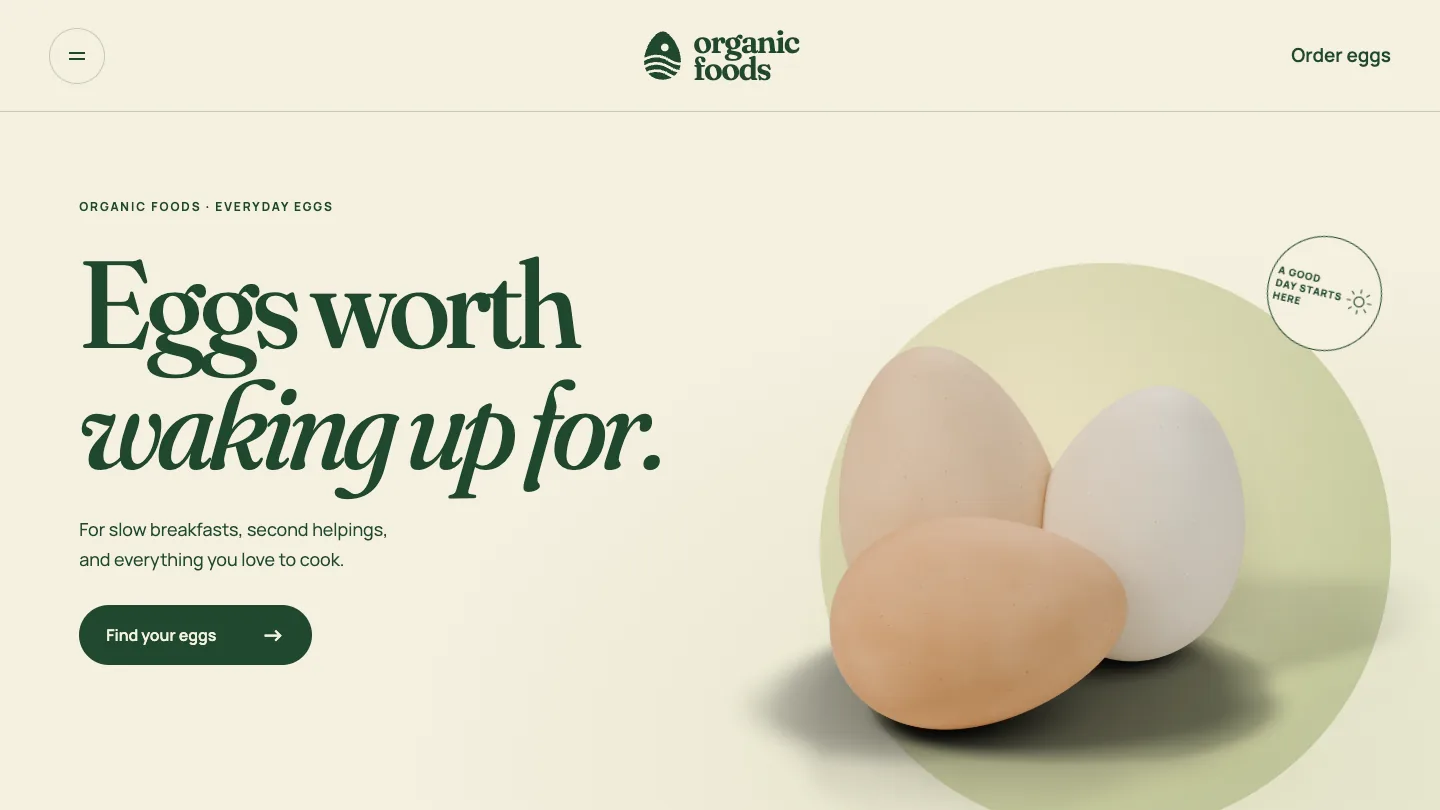 organic
foods
Order eggs
ORGANIC FOODS · EVERYDAY EGGS
Eggs worth
waking up for.
A GOOD
DAY STARTS
HERE
For slow breakfasts, second helpings,
and everything you love to cook.
Find your eggs